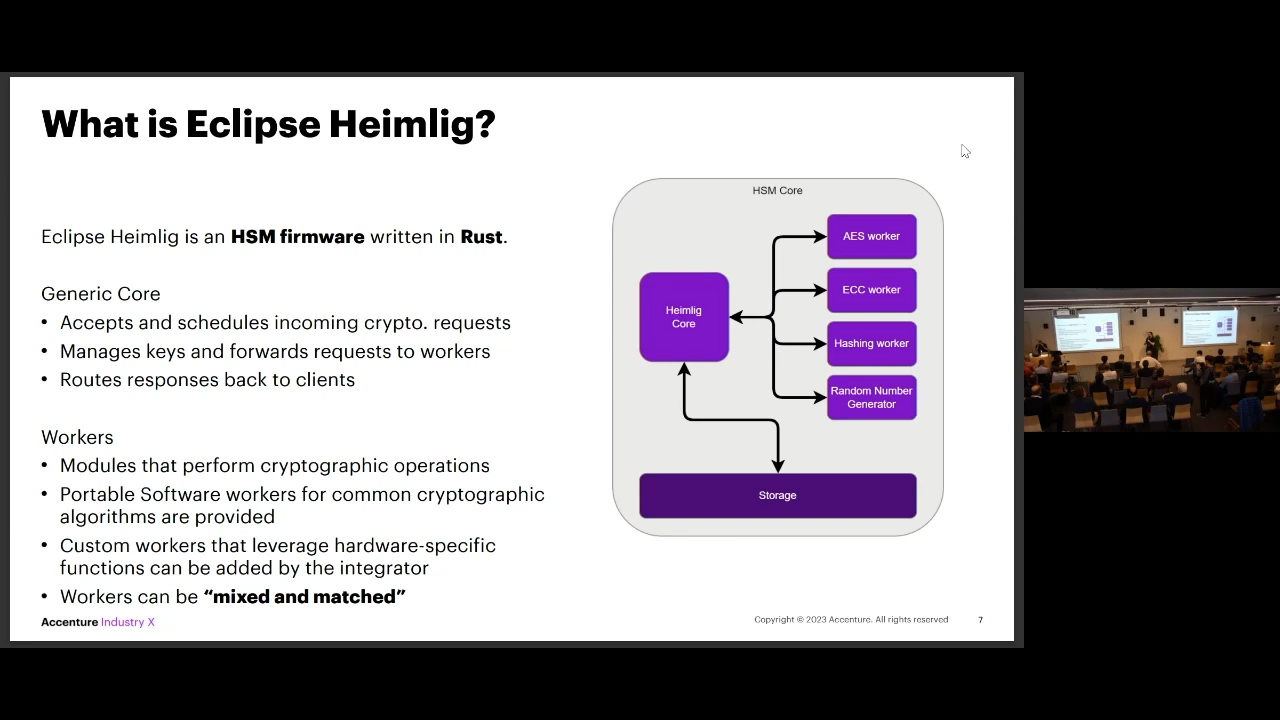 What is Eclipse Heimlig?
Eclipse Heimlig is an HSM firmware written in Rust.
Generic Core
• Accepts and schedules incoming crypto. requests
• Manages keys and forwards requests to workers
• Routes responses back to clients
Workers
• Modules that perform cryptographic operations
• Portable Software workers for common cryptographic
algorithms are provided
• Custom workers that leverage hardware-specific
functions can be added by the integrator
• Workers can be “mixed and matched”
HSM Core
Heimlig
Core
AES worker
ECC worker
Hashing worker
Random Number
Generator
Storage
Accenture Industry X
Copyright © 2023 Accenture. All rights reserved
7